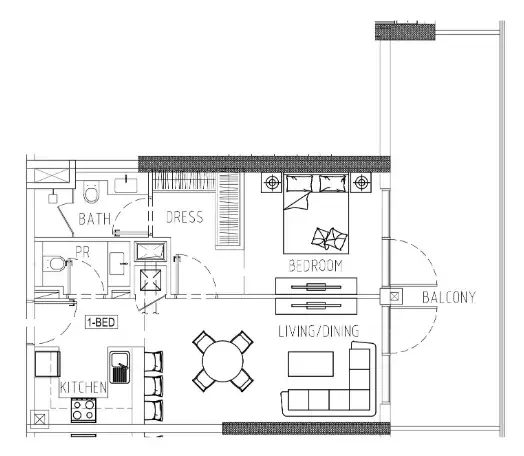 BATH
DRESS
PR
BEDROOM
BALCONY
1-BED
LIVING/DINING
KITCHEN